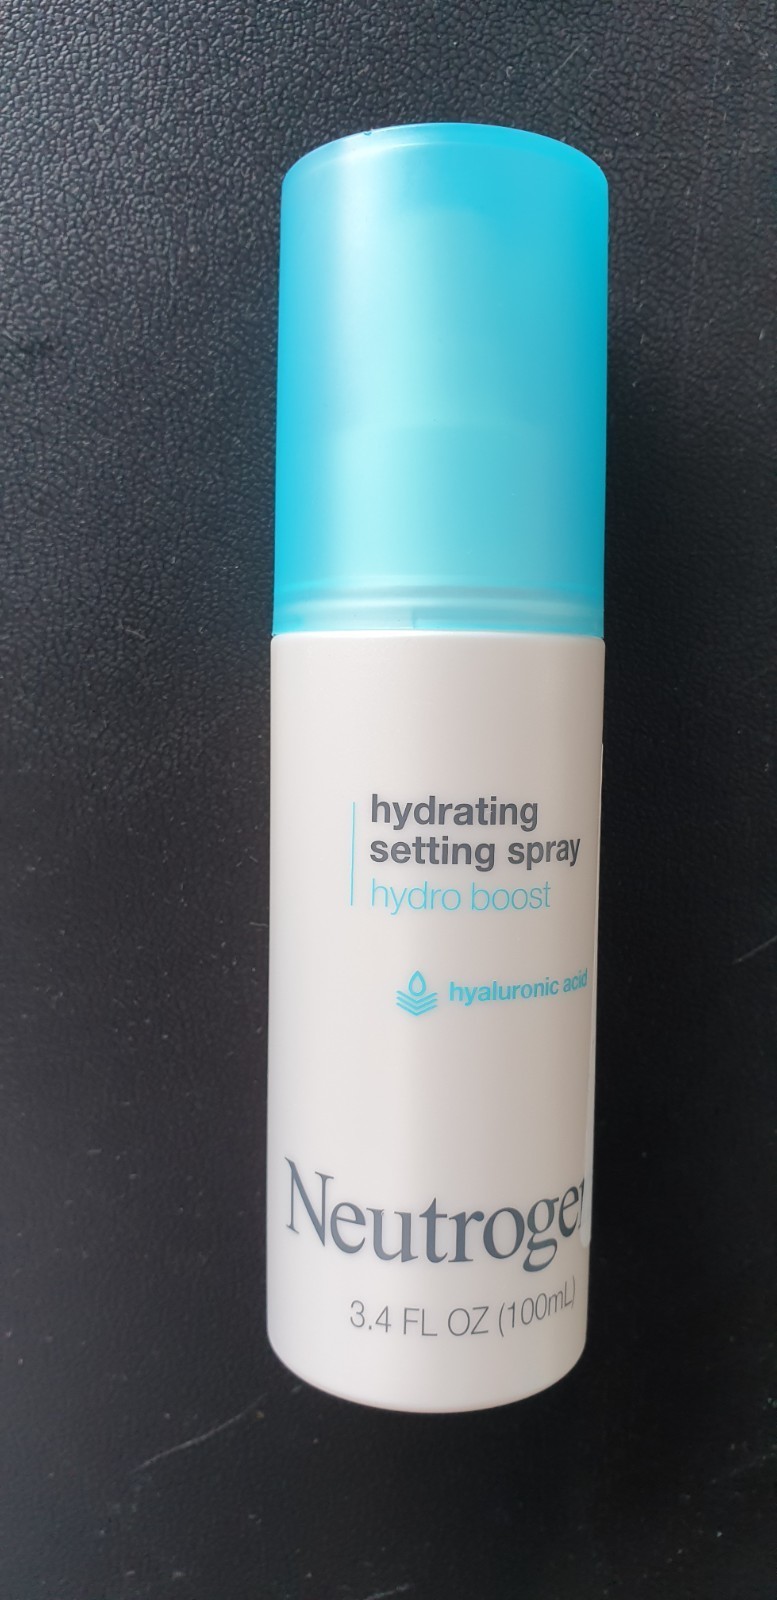 hydrating
setting spray
hydro boost
hyaluronic acid
Neutroge
3.4 FL OZ (100mL)